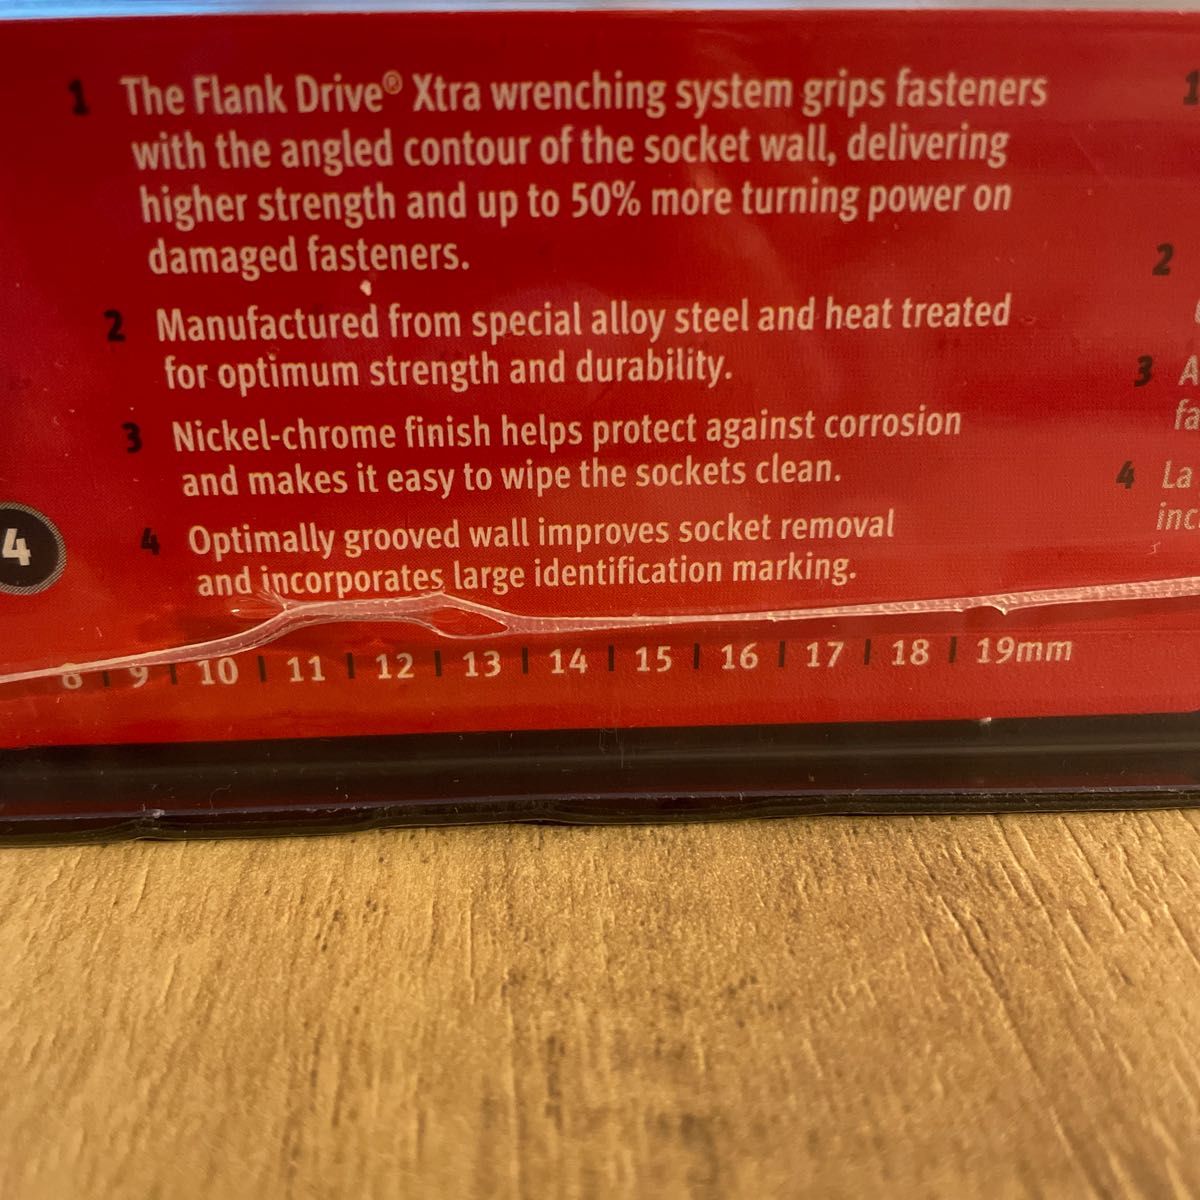 1 The Flank Drive® Xtra wrenching system grips fasteners
with the angled contour of the socket wall, delivering
higher strength and up to 50% more turning power on
damaged fasteners.
2 Manufactured from special alloy steel and heat treated
for optimum strength and durability.
3 Nickel-chrome finish helps protect against corrosion
and makes it easy to wipe the sockets clean.
4 Optimally grooved wall improves socket removal
and incorporates large identification marking.
8 | 9 | 10 | 11 | 12 | 13 | 14 | 15 | 16 | 17 | 18 | 19mm
4
1
2
3 A
fa
4 La
inc